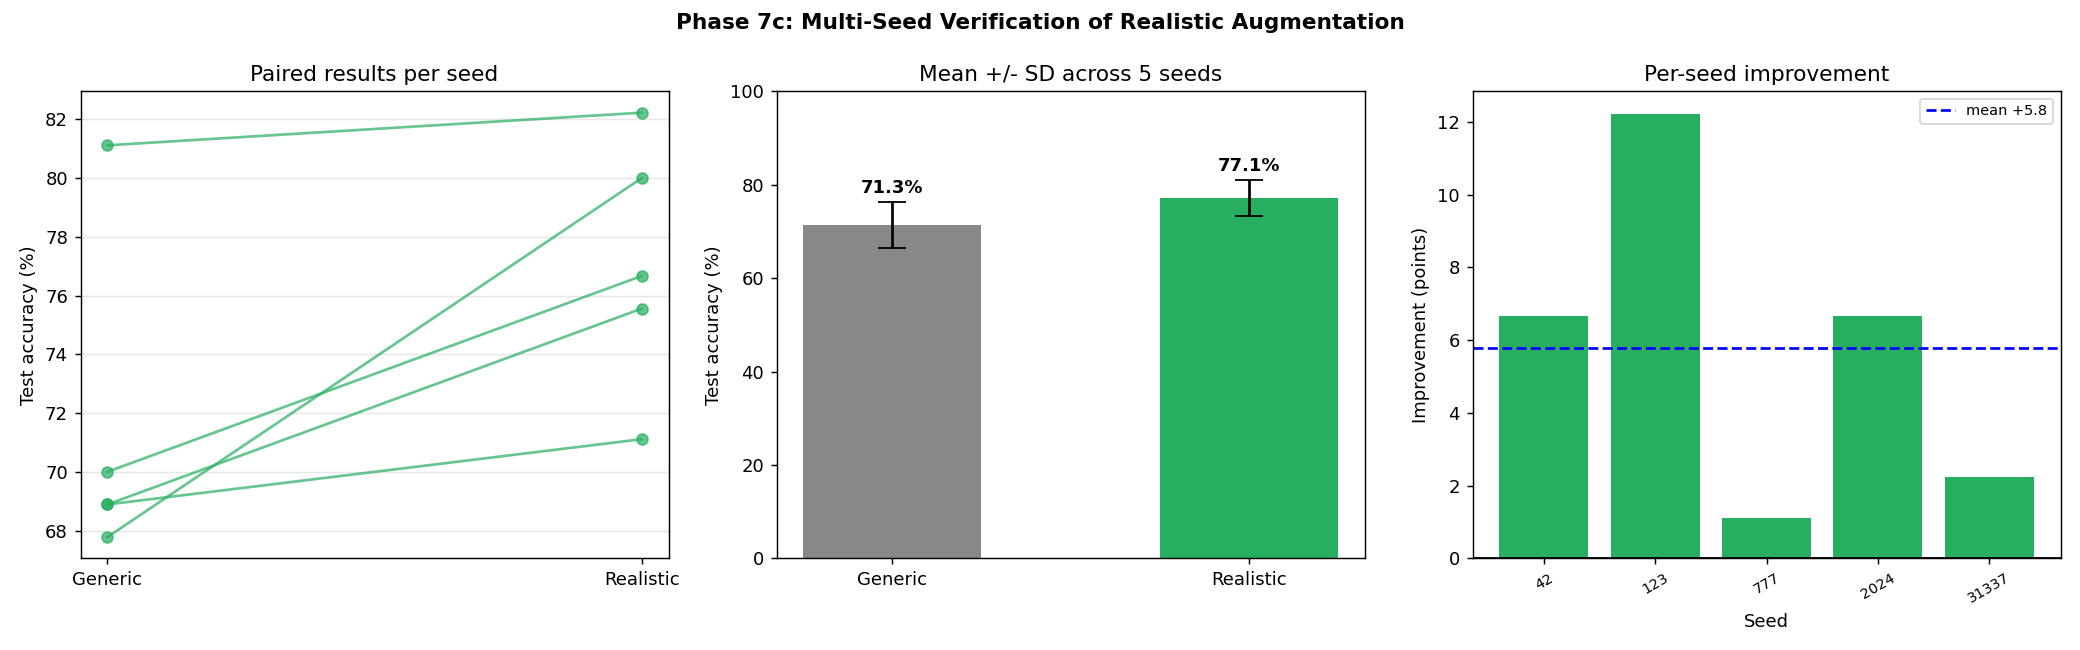 Phase 7c: Multi-Seed Verification of Realistic Augmentation
Paired results per seed
Test accuracy (%)
82
80
78
76
74
72
70
68
Generic
Realistic
Mean +/- SD across 5 seeds
Test accuracy (%)
100
80
60
40
20
0
71.3%
77.1%
Generic
Realistic
Per-seed improvement
Improvement (points)
12
10
8
6
4
2
0
mean +5.8
42
123
777
2024
31337
Seed